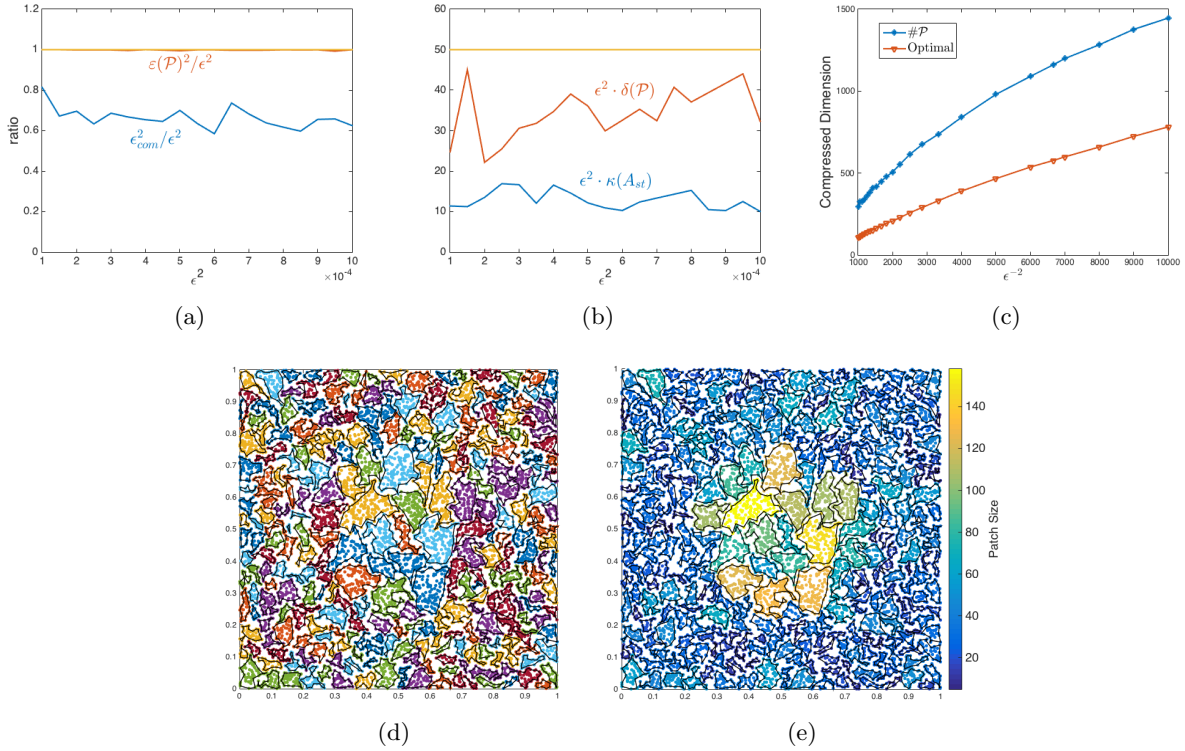 1.2
1
0.8
0.6
0.4
0.2
0
ratio
ε(𝒫)²/ϵ²
ϵ²_com/ϵ²
1 2 3 4 5 6 7 8 9 10
ϵ² ×10⁻⁴
(a)
60
50
40
30
20
10
0
ϵ² · δ(𝒫)
ϵ² · κ(A_st)
1 2 3 4 5 6 7 8 9 10
ϵ² ×10⁻⁴
(b)
1500
1000
500
0
Compressed Dimension
#𝒫
Optimal
1000 2000 3000 4000 5000 6000 7000 8000 9000 10000
ϵ⁻²
(c)
1
0.9
0.8
0.7
0.6
0.5
0.4
0.3
0.2
0.1
0
0 0.1 0.2 0.3 0.4 0.5 0.6 0.7 0.8 0.9 1
(d)
1
0.9
0.8
0.7
0.6
0.5
0.4
0.3
0.2
0.1
0
0 0.1 0.2 0.3 0.4 0.5 0.6 0.7 0.8 0.9 1
140
120
100
80
60
40
20
Patch Size
(e)